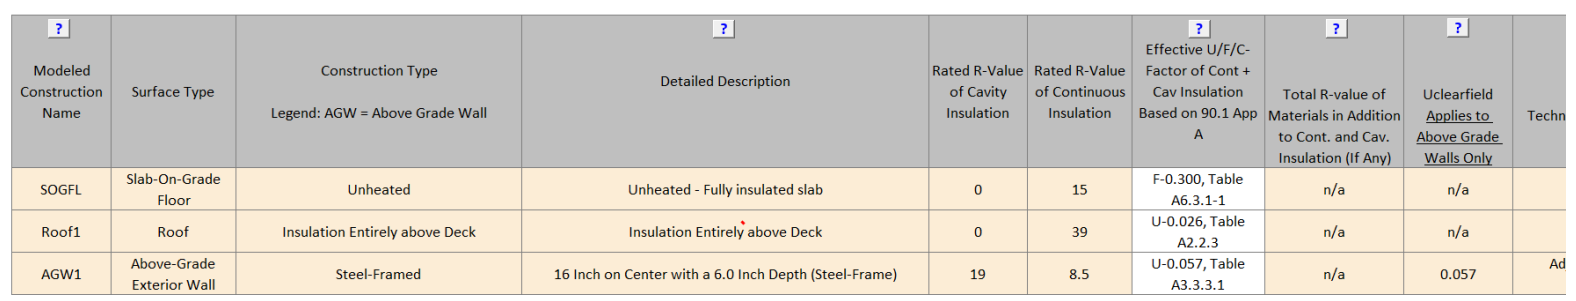 ? ? ? ? ?
Modeled Construction Name
Surface Type
Construction Type
Legend: AGW = Above Grade Wall
Detailed Description
Rated R-Value of Cavity Insulation
Rated R-Value of Continuous Insulation
Effective U/F/C-Factor of Cont + Cav Insulation Based on 90.1 App A
Total R-value of Materials in Addition to Cont. and Cav. Insulation (If Any)
Uclearfield Applies to Above Grade Walls Only
Techn
SOGFL Slab-On-Grade Floor Unheated Unheated - Fully insulated slab 0 15 F-0.300, Table A6.3.1-1 n/a n/a
Roof1 Roof Insulation Entirely above Deck Insulation Entirely above Deck 0 39 U-0.026, Table A2.2.3 n/a n/a
AGW1 Above-Grade Exterior Wall Steel-Framed 16 Inch on Center with a 6.0 Inch Depth (Steel-Frame) 19 8.5 U-0.057, Table A3.3.3.1 n/a 0.057 Ad